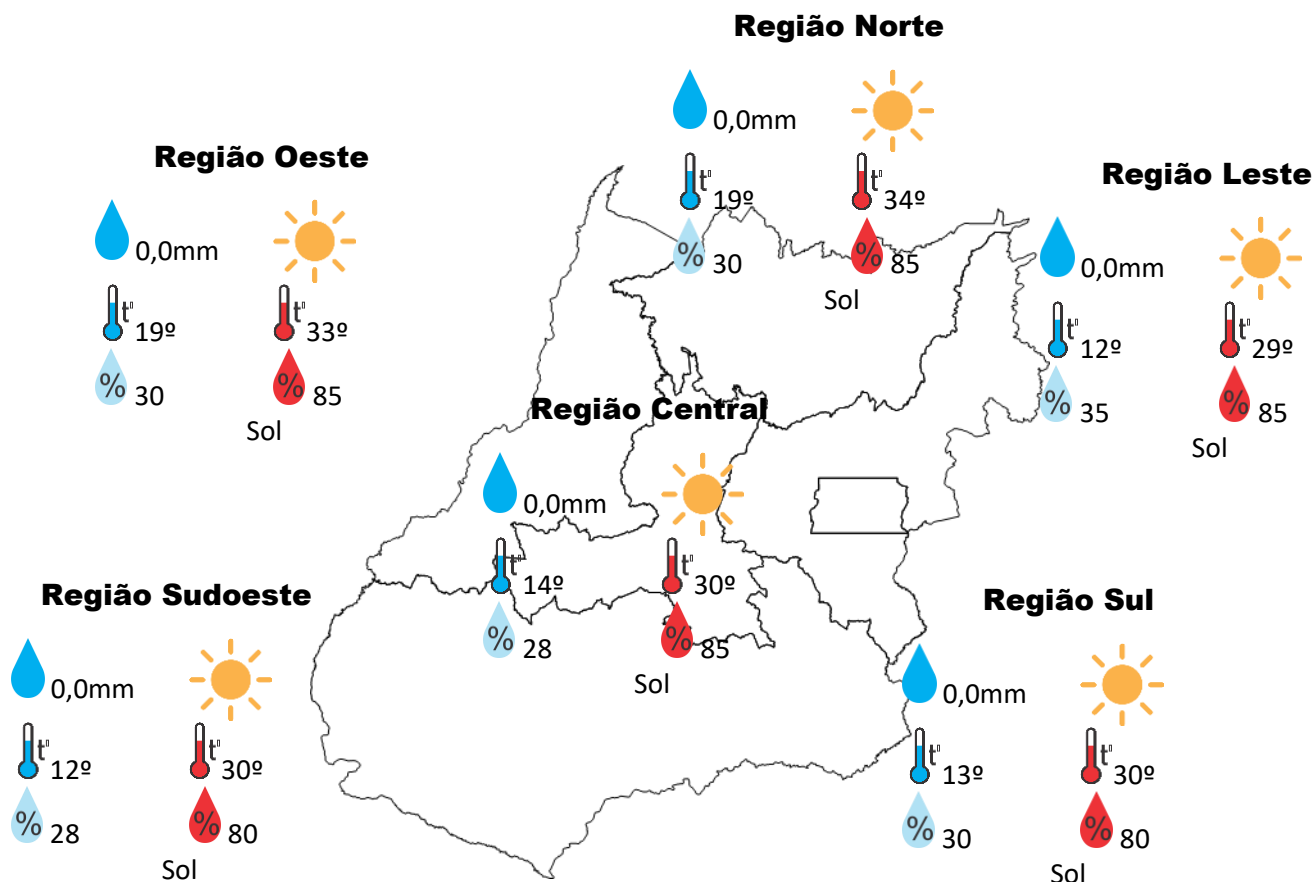 Região Norte
0,0mm
t°
19º
t°
34º
% 30
% 85
Sol
Região Oeste
0,0mm
t°
19º
t°
33º
% 30
% 85
Sol
Região Leste
0,0mm
t°
12º
t°
29º
% 35
% 85
Sol
Região Central
0,0mm
t°
14º
t°
30º
% 28
% 85
Sol
Região Sudoeste
0,0mm
t°
12º
t°
30º
% 28
% 80
Sol
Região Sul
0,0mm
t°
13º
t°
30º
% 30
% 80
Sol